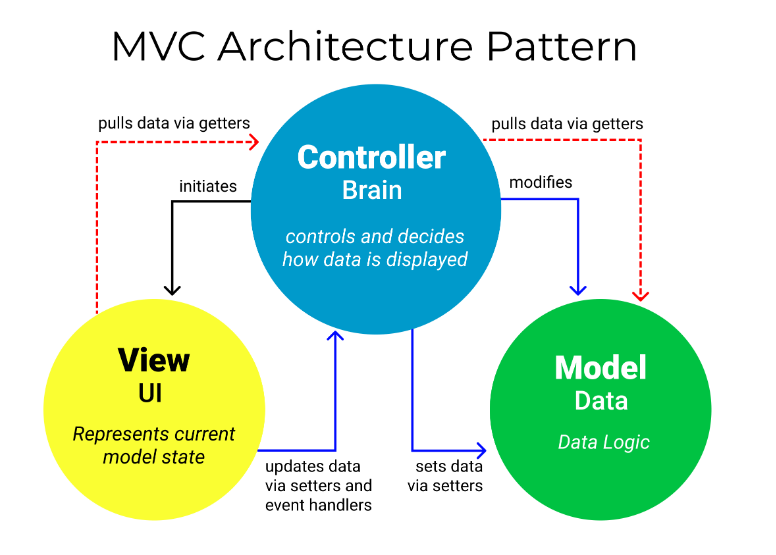 MVC Architecture Pattern
pulls data via getters
pulls data via getters
Controller
Brain
controls and decides
how data is displayed
initiates
modifies
View
UI
Represents current
model state
Model
Data
Data Logic
updates data
via setters and
event handlers
sets data
via setters